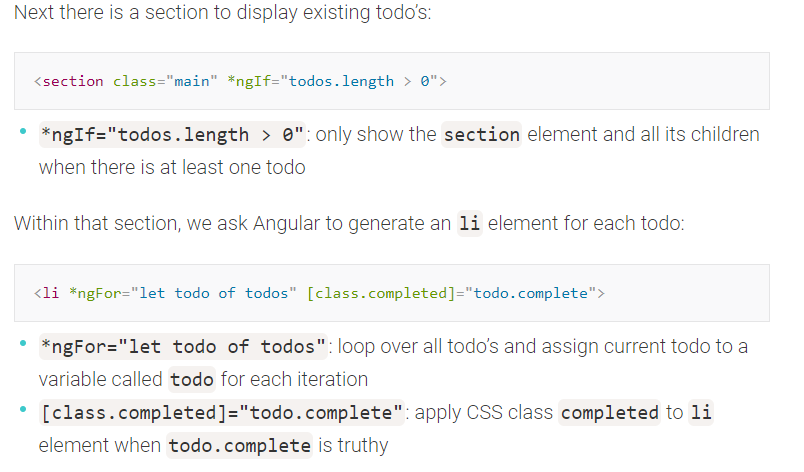 Next there is a section to display existing todo’s:
<section class="main" *ngIf="todos.length > 0">
*ngIf="todos.length > 0": only show the section element and all its children
when there is at least one todo
Within that section, we ask Angular to generate an li element for each todo:
<li *ngFor="let todo of todos" [class.completed]="todo.complete">
*ngFor="let todo of todos": loop over all todo’s and assign current todo to a
variable called todo for each iteration
[class.completed]="todo.complete": apply CSS class completed to li
element when todo.complete is truthy